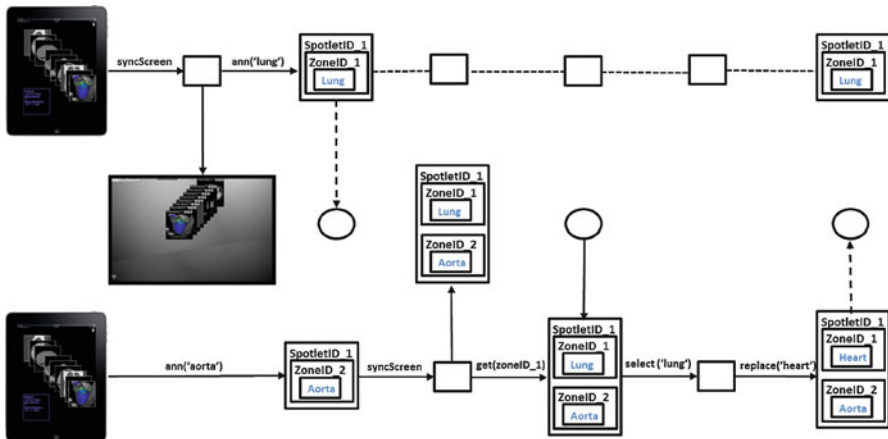 syncScreen
ann('lung')
SpotletID_1
ZoneID_1
Lung
SpotletID_1
ZoneID_1
Lung
SpotletID_1
ZoneID_1
Lung
ZoneID_2
Aorta
ann('aorta')
SpotletID_1
ZoneID_2
Aorta
syncScreen
get(zoneID_1)
SpotletID_1
ZoneID_1
Lung
ZoneID_2
Aorta
select ('lung')
replace('heart')
SpotletID_1
ZoneID_1
Heart
ZoneID_2
Aorta